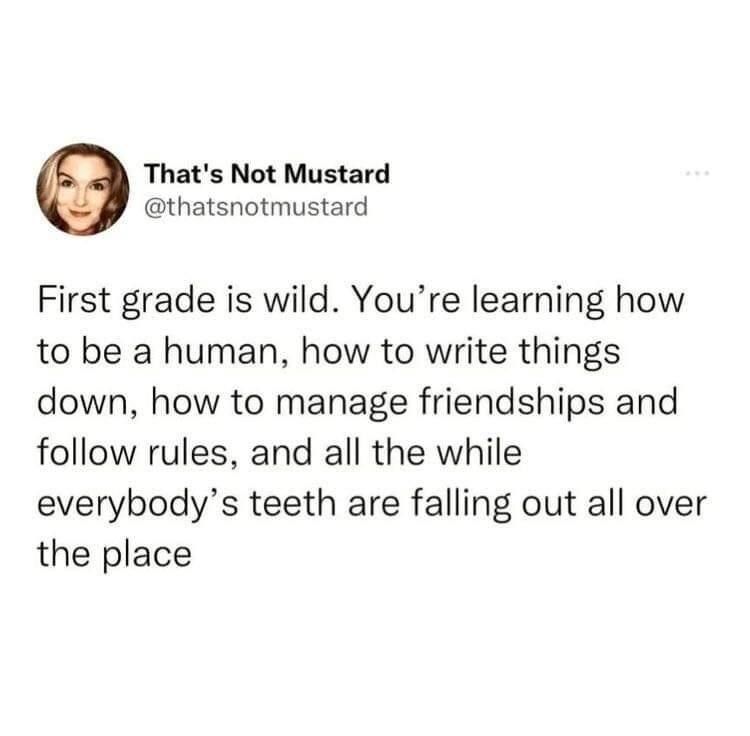 That's Not Mustard
@thatsnotmustard
First grade is wild. You’re learning how
to be a human, how to write things
down, how to manage friendships and
follow rules, and all the while
everybody’s teeth are falling out all over
the place